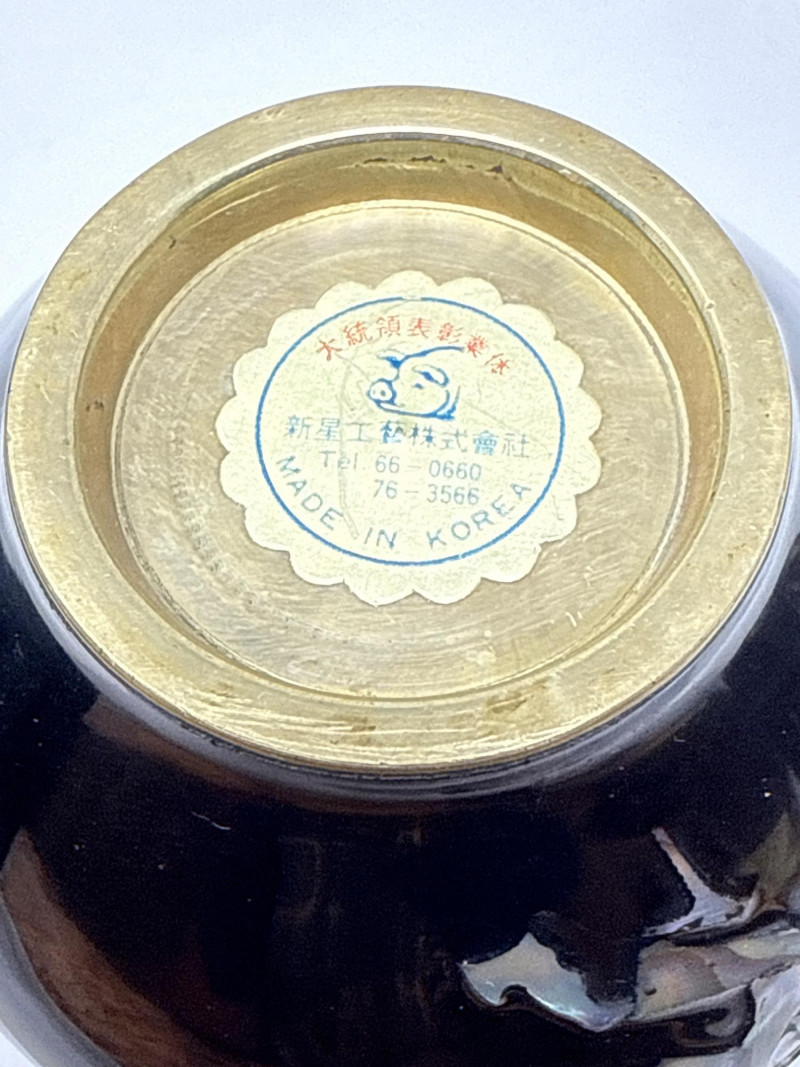 大統領表彰業体
新星工藝株式會社
Tel. 66－0660
76－3566
MADE IN KOREA